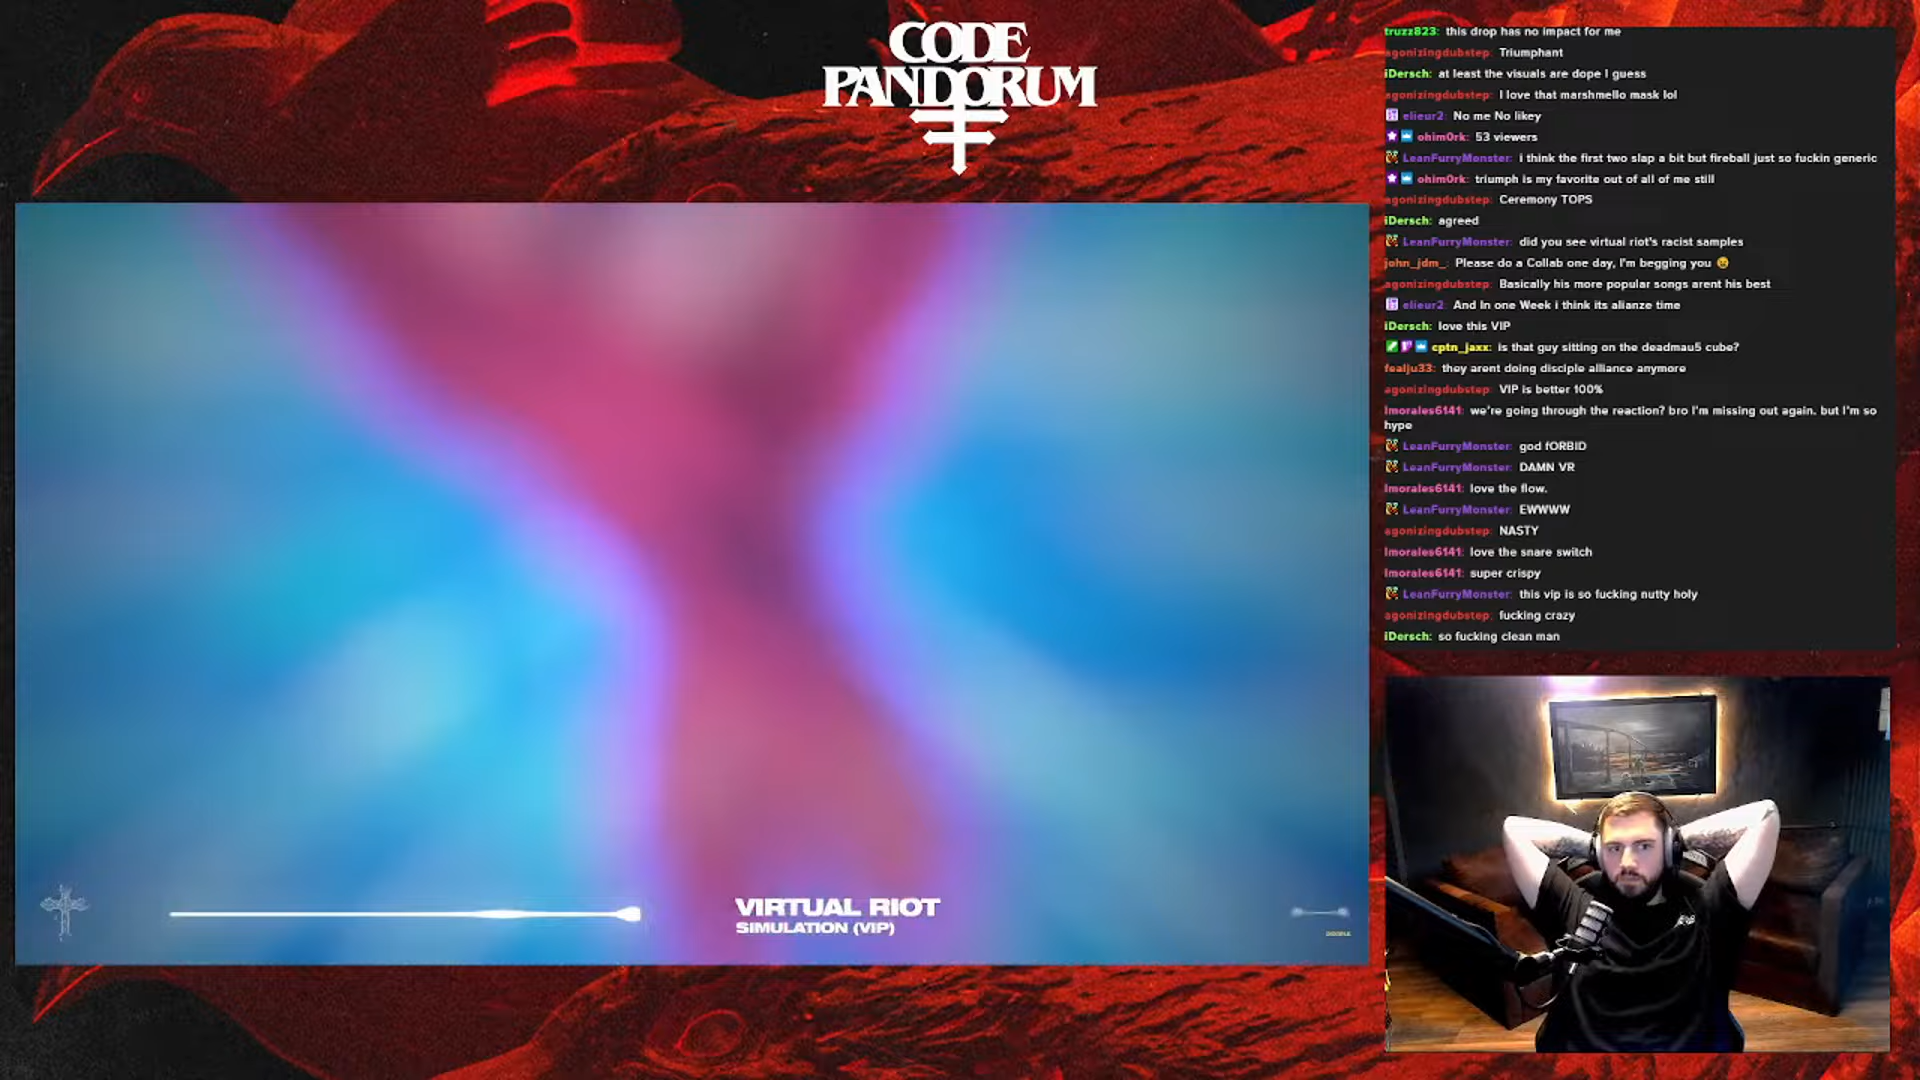 CODE
PANDORUM
truzz823: this drop has no impact for me
agonizingdubstep: Triumphant
iDersch: at least the visuals are dope I guess
agonizingdubstep: I love that marshmello mask lol
elieur2: No me No likey
ohim0rk: 53 viewers
LeanFurryMonster: i think the first two slap a bit but fireball just so fuckin generic
ohim0rk: triumph is my favorite out of all of me still
agonizingdubstep: Ceremony TOPS
iDersch: agreed
LeanFurryMonster: did you see virtual riot's racist samples
john_jdm_: Please do a Collab one day, I'm begging you
agonizingdubstep: Basically his more popular songs arent his best
elieur2: And In one Week i think its alianze time
iDersch: love this VIP
cptn_jaxx: is that guy sitting on the deadmau5 cube?
fealju33: they arent doing disciple alliance anymore
agonizingdubstep: VIP is better 100%
lmorales6141: we're going through the reaction? bro I'm missing out again. but I'm so
hype
LeanFurryMonster: god fORBID
LeanFurryMonster: DAMN VR
lmorales6141: love the flow.
LeanFurryMonster: EWWWW
agonizingdubstep: NASTY
lmorales6141: love the snare switch
lmorales6141: super crispy
LeanFurryMonster: this vip is so fucking nutty holy
agonizingdubstep: fucking crazy
iDersch: so fucking clean man
VIRTUAL RIOT
SIMULATION (VIP)